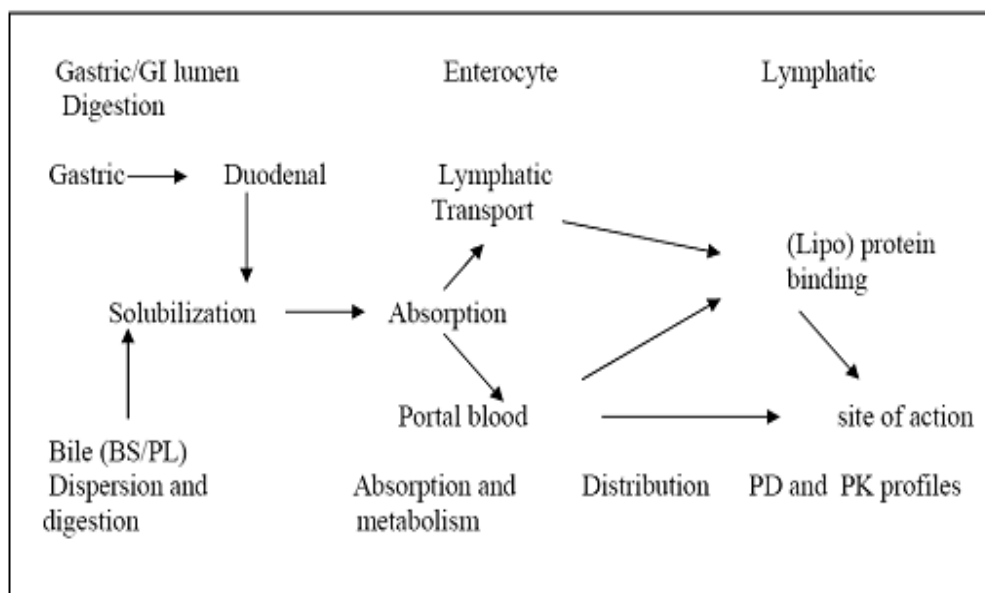 Gastric/GI lumen
Digestion
Enterocyte
Lymphatic
Gastric
Duodenal
Lymphatic
Transport
(Lipo) protein
binding
Solubilization
Absorption
Portal blood
site of action
Bile (BS/PL)
Dispersion and
digestion
Absorption and
metabolism
Distribution
PD and PK profiles